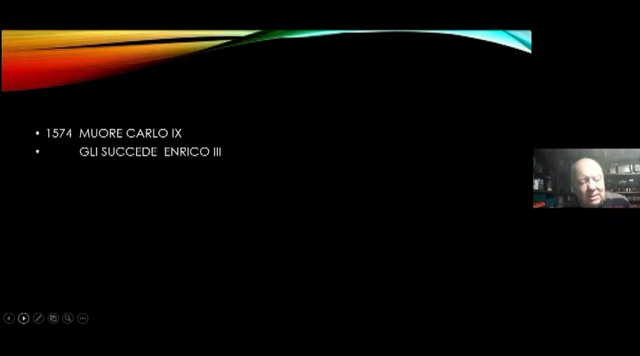 • 1574 MUORE CARLO IX
• GLI SUCCEDE ENRICO III